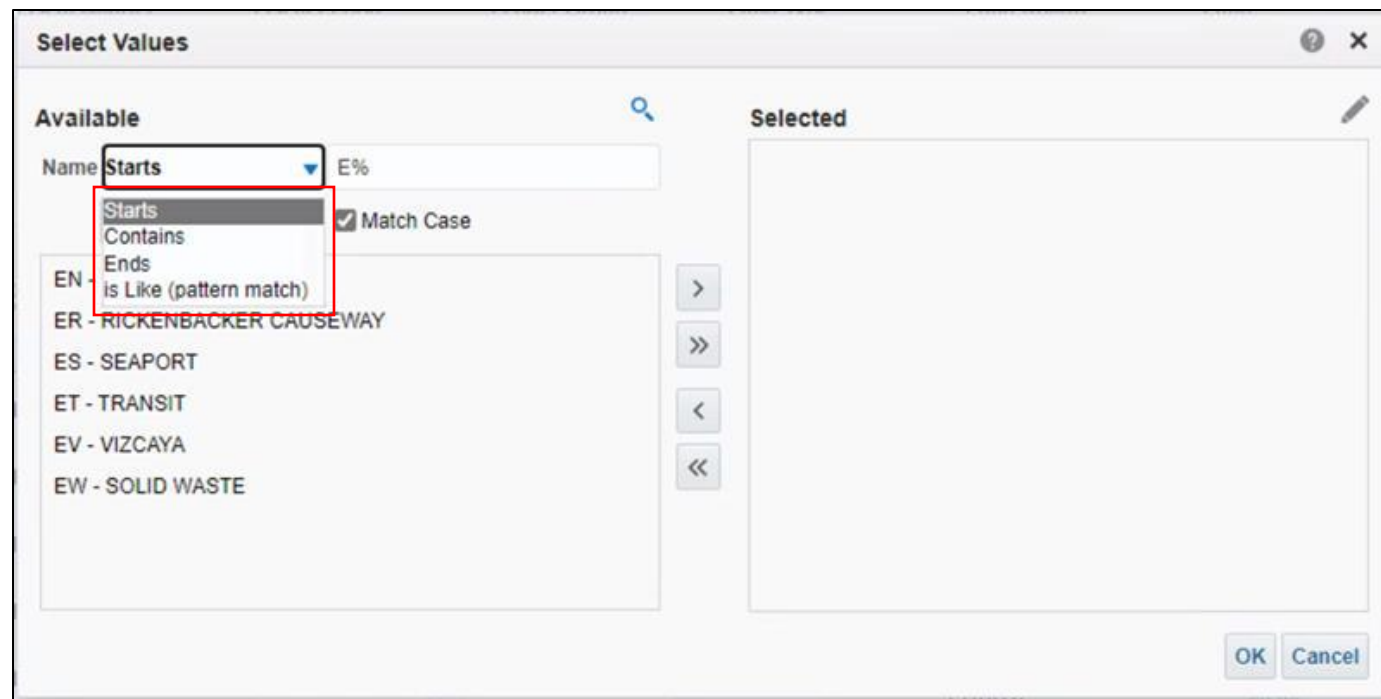 Select Values
Available
Selected
Name Starts E%
Starts
Contains
Ends
is Like (pattern match)
Match Case
EN -
ER - RICKENBACKER CAUSEWAY
ES - SEAPORT
ET - TRANSIT
EV - VIZCAYA
EW - SOLID WASTE
OK Cancel